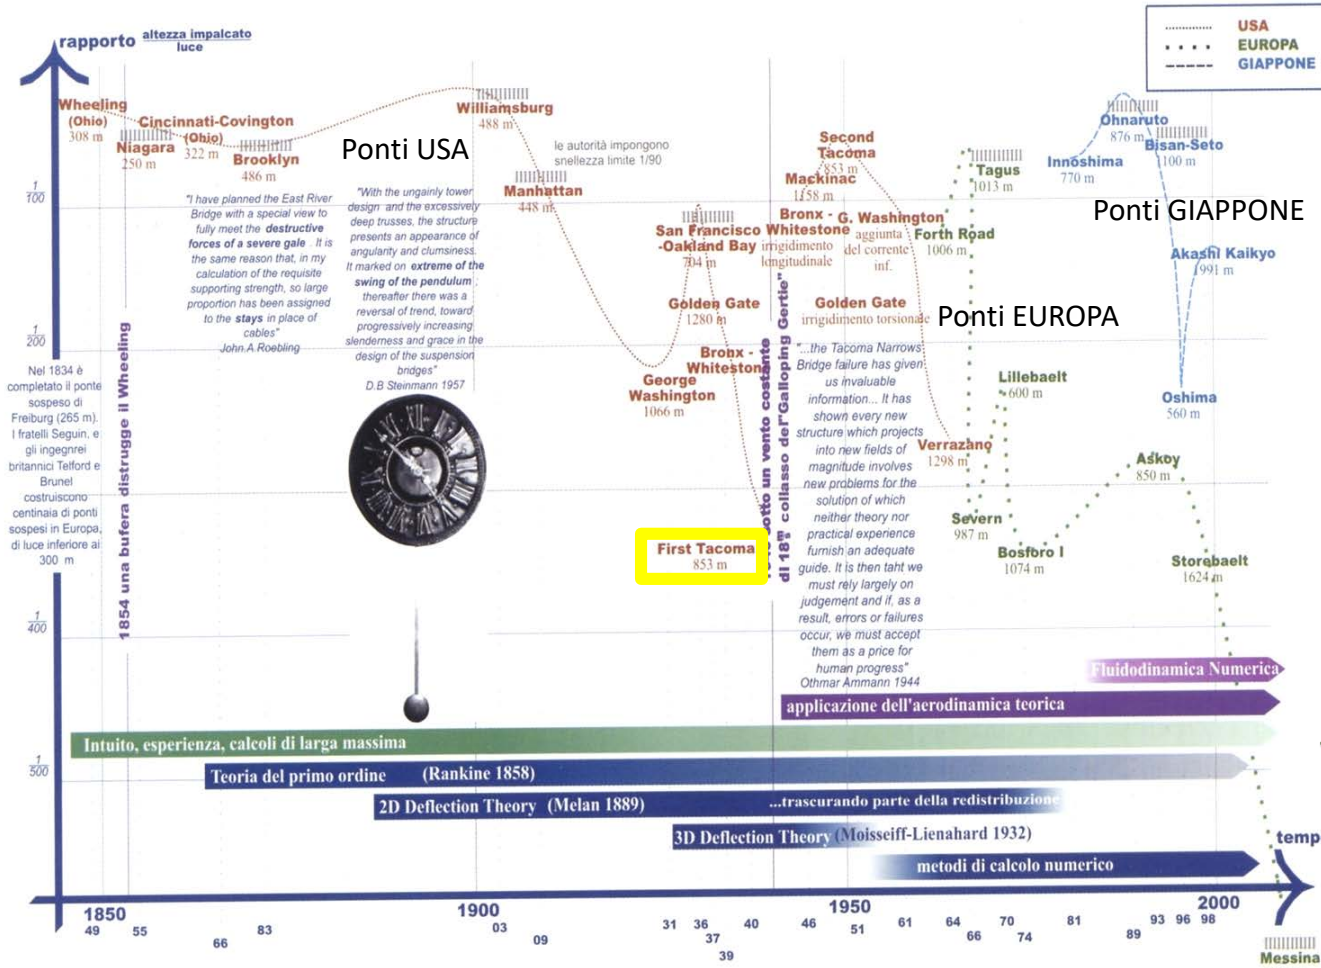 rapporto altezza impalcato
luce
USA
EUROPA
GIAPPONE
Wheeling
(Ohio)
308 m
Niagara
250 m
Cincinnati-Covington
(Ohio)
322 m
Brooklyn
486 m
Ponti USA
Williamsburg
488 m
le autorità impongono
snellezza limite 1/90
Manhattan
448 m
San Francisco
-Oakland Bay
704 m
Golden Gate
1280 m
Bronx -
Whiteston
George
Washington
1066 m
First Tacoma
853 m
Second
Tacoma
853 m
Mackinac
1158 m
Bronx -
Whitestone
irrigidimento
longitudinale
G. Washington
aggiunta
del corrente
inf.
Golden Gate
irrigidimento torsionale
Verrazano
1298 m
Ponti EUROPA
Tagus
1013 m
Forth Road
1006 m
Lillebaelt
600 m
Severn
987 m
Bosforo I
1074 m
Askoy
850 m
Storebaelt
1624 m
Messina
Ponti GIAPPONE
Ohnaruto
876 m
Bisan-Seto
1100 m
Innoshima
770 m
Akashi Kaikyo
1991 m
Oshima
560 m
1
100
1
200
1
400
1
500
"I have planned the East River
Bridge with a special view to
fully meet the destructive
forces of a severe gale . It is
the same reason that, in my
calculation of the requisite
supporting strength, so large
proportion has been assigned
to the stays in place of
cables"
John A Roebling
"With the ungainly tower
design and the excessively
deep trusses, the structure
presents an appearance of
angularity and clumsiness.
It marked on extreme of the
swing of the pendulum ;
thereafter there was a
reversal of trend, toward
progressively increasing
slenderness and grace in the
design of the suspension
bridges"
D.B Steinmann 1957
Nel 1834 è
completato il ponte
sospeso di
Freiburg (265 m).
I fratelli Seguin, e
gli ingegnrei
britannici Telford e
Brunel
costruiscono
centinaia di ponti
sospesi in Europa,
di luce inferiore ai
300 m
1854 una bufera distrugge il Wheeling
sotto un vento costante
di 18 collasso del"Galloping Gertie"
"...the Tacoma Narrows
Bridge failure has given
us invaluable
information... It has
shown every new
structure which projects
into new fields of
magnitude involves
new problems for the
solution of which
neither theory nor
practical experience
furnish an adequate
guide. It is then taht we
must rely largely on
judgement and if, as a
result, errors or failures
occur, we must accept
them as a price for
human progress"
Othmar Ammann 1944
Fluidodinamica Numerica
applicazione dell'aerodinamica teorica
Intuito, esperienza, calcoli di larga massima
Teoria del primo ordine (Rankine 1858)
2D Deflection Theory (Melan 1889) ...trascurando parte della redistribuzione
3D Deflection Theory (Moisseiff-Lienahard 1932)
metodi di calcolo numerico
temp
1850 1900 1950 2000
49 55 66 83 03 09 31 36 37 39 40 46 51 61 64 66 70 74 81 89 93 96 98